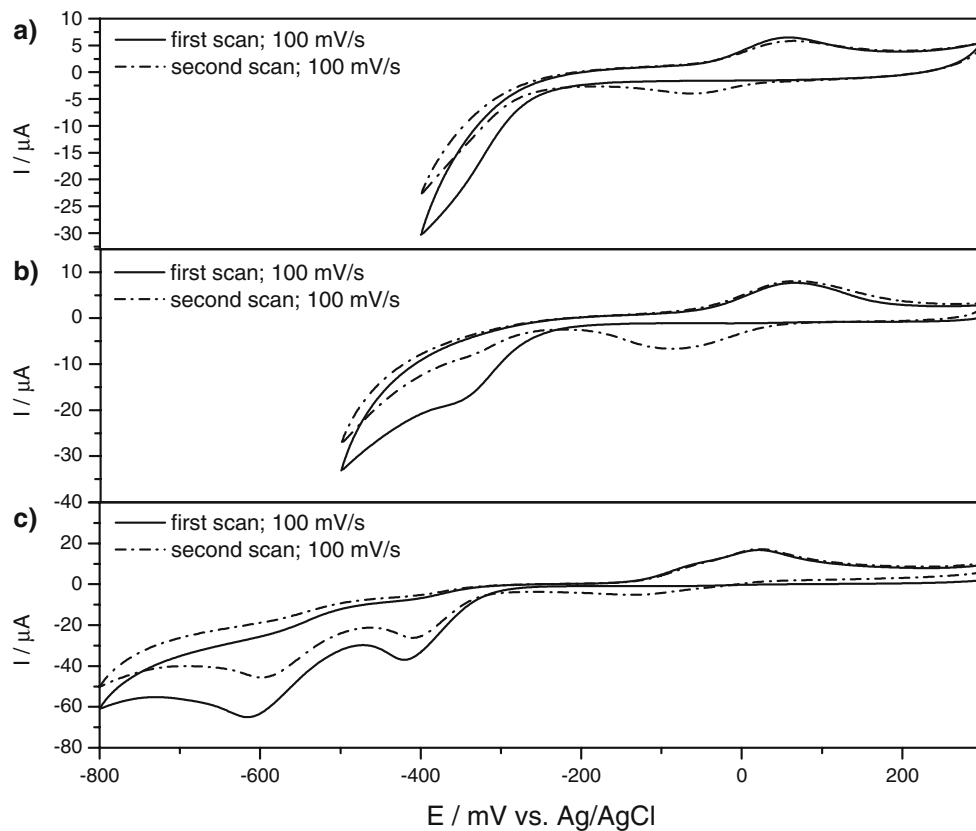 a)
first scan; 100 mV/s
second scan; 100 mV/s
10
5
0
-5
-10
-15
-20
-25
-30
I / μA
b)
first scan; 100 mV/s
second scan; 100 mV/s
10
0
-10
-20
-30
-40
I / μA
c)
first scan; 100 mV/s
second scan; 100 mV/s
20
0
-20
-40
-60
-80
I / μA
-800 -600 -400 -200 0 200
E / mV vs. Ag/AgCl